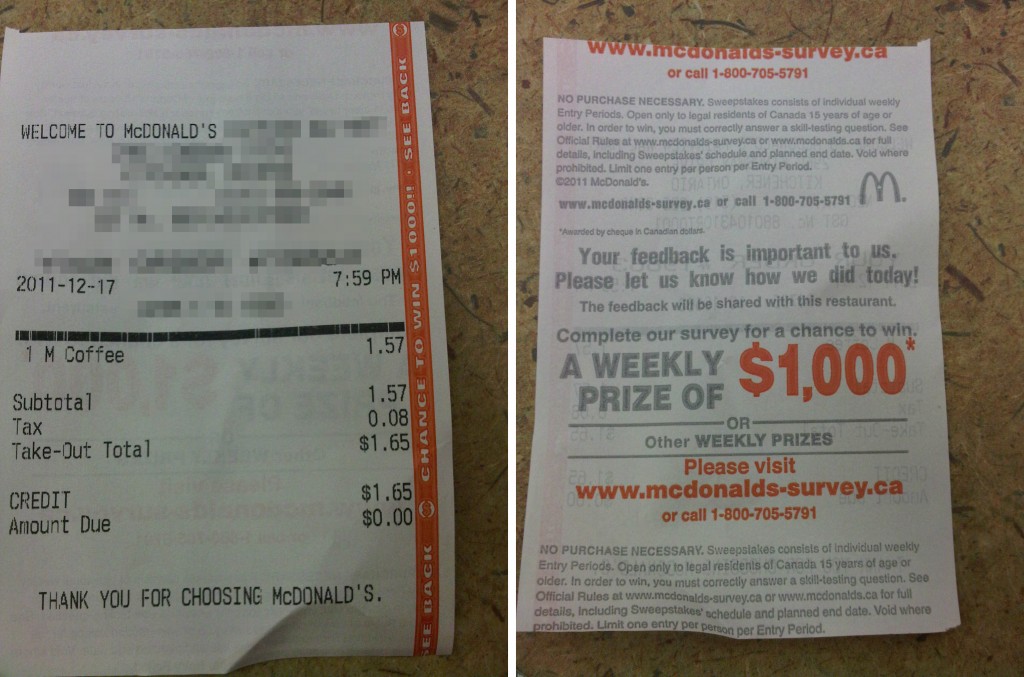 WELCOME TO McDONALD'S
2011-12-17 7:59 PM
1 M Coffee 1.57
Subtotal 1.57
Tax 0.08
Take-Out Total $1.65
CREDIT $1.65
Amount Due $0.00
THANK YOU FOR CHOOSING McDONALD'S.
SEE BACK CHANCE TO WIN $1000!! · SEE BACK
www.mcdonalds-survey.ca
or call 1-800-705-5791
NO PURCHASE NECESSARY. Sweepstakes consists of individual weekly
Entry Periods. Open only to legal residents of Canada 15 years of age or
older. In order to win, you must correctly answer a skill-testing question. See
Official Rules at www.mcdonalds-survey.ca or www.mcdonalds.ca for full
details, including Sweepstakes' schedule and planned end date. Void where
prohibited. Limit one entry per person per Entry Period.
©2011 McDonald's.
www.mcdonalds-survey.ca or call 1-800-705-5791
*Awarded by cheque in Canadian dollars.
Your feedback is important to us.
Please let us know how we did today!
The feedback will be shared with this restaurant.
Complete our survey for a chance to win.
A WEEKLY
PRIZE OF $1,000*
OR
Other WEEKLY PRIZES
Please visit
www.mcdonalds-survey.ca
or call 1-800-705-5791
NO PURCHASE NECESSARY. Sweepstakes consists of individual weekly
Entry Periods. Open only to legal residents of Canada 15 years of age or
older. In order to win, you must correctly answer a skill-testing question. See
Official Rules at www.mcdonalds-survey.ca or www.mcdonalds.ca for full
details, including Sweepstakes' schedule and planned end date. Void where
prohibited. Limit one entry per person per Entry Period.